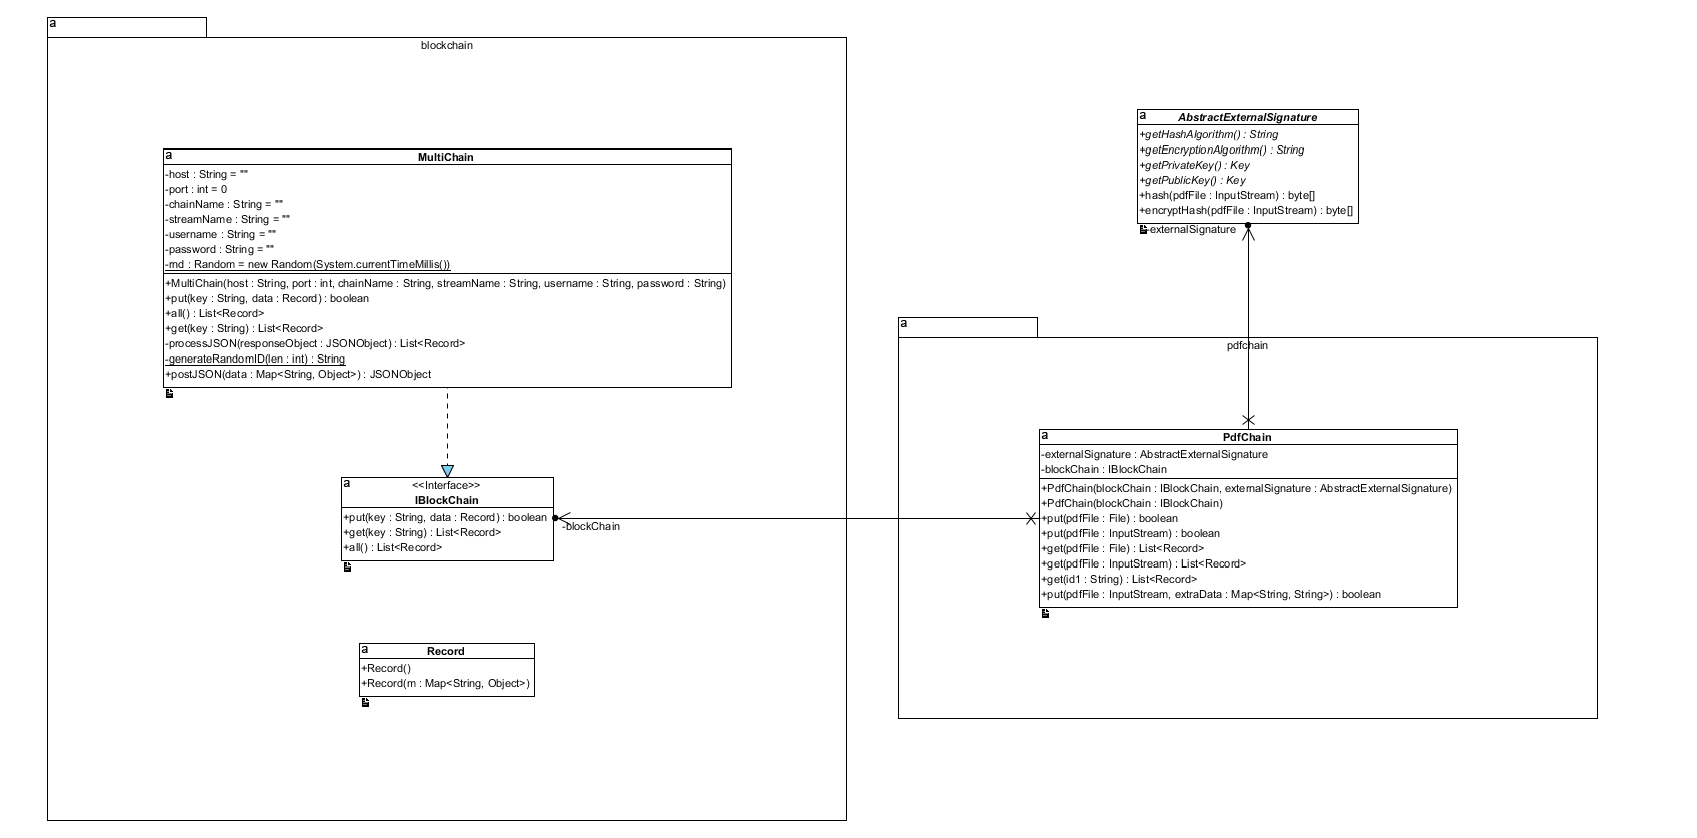 a
blockchain
a
MultiChain
-host : String = ""
-port : int = 0
-chainName : String = ""
-streamName : String = ""
-username : String = ""
-password : String = ""
-rnd : Random = new Random(System.currentTimeMillis())
+MultiChain(host : String, port : int, chainName : String, streamName : String, username : String, password : String)
+put(key : String, data : Record) : boolean
+all() : List<Record>
+get(key : String) : List<Record>
-processJSON(responseObject : JSONObject) : List<Record>
-generateRandomID(len : int) : String
+postJSON(data : Map<String, Object>) : JSONObject
a
<<Interface>>
IBlockChain
+put(key : String, data : Record) : boolean
+get(key : String) : List<Record>
+all() : List<Record>
-blockChain
a
Record
+Record()
+Record(m : Map<String, Object>)
a
AbstractExternalSignature
+getHashAlgorithm() : String
+getEncryptionAlgorithm() : String
+getPrivateKey() : Key
+getPublicKey() : Key
+hash(pdfFile : InputStream) : byte[]
+encryptHash(pdfFile : InputStream) : byte[]
-externalSignature
a
pdfchain
a
PdfChain
-externalSignature : AbstractExternalSignature
-blockChain : IBlockChain
+PdfChain(blockChain : IBlockChain, externalSignature : AbstractExternalSignature)
+PdfChain(blockChain : IBlockChain)
+put(pdfFile : File) : boolean
+put(pdfFile : InputStream) : boolean
+get(pdfFile : File) : List<Record>
+get(pdfFile : InputStream) : List<Record>
+get(id1 : String) : List<Record>
+put(pdfFile : InputStream, extraData : Map<String, String>) : boolean